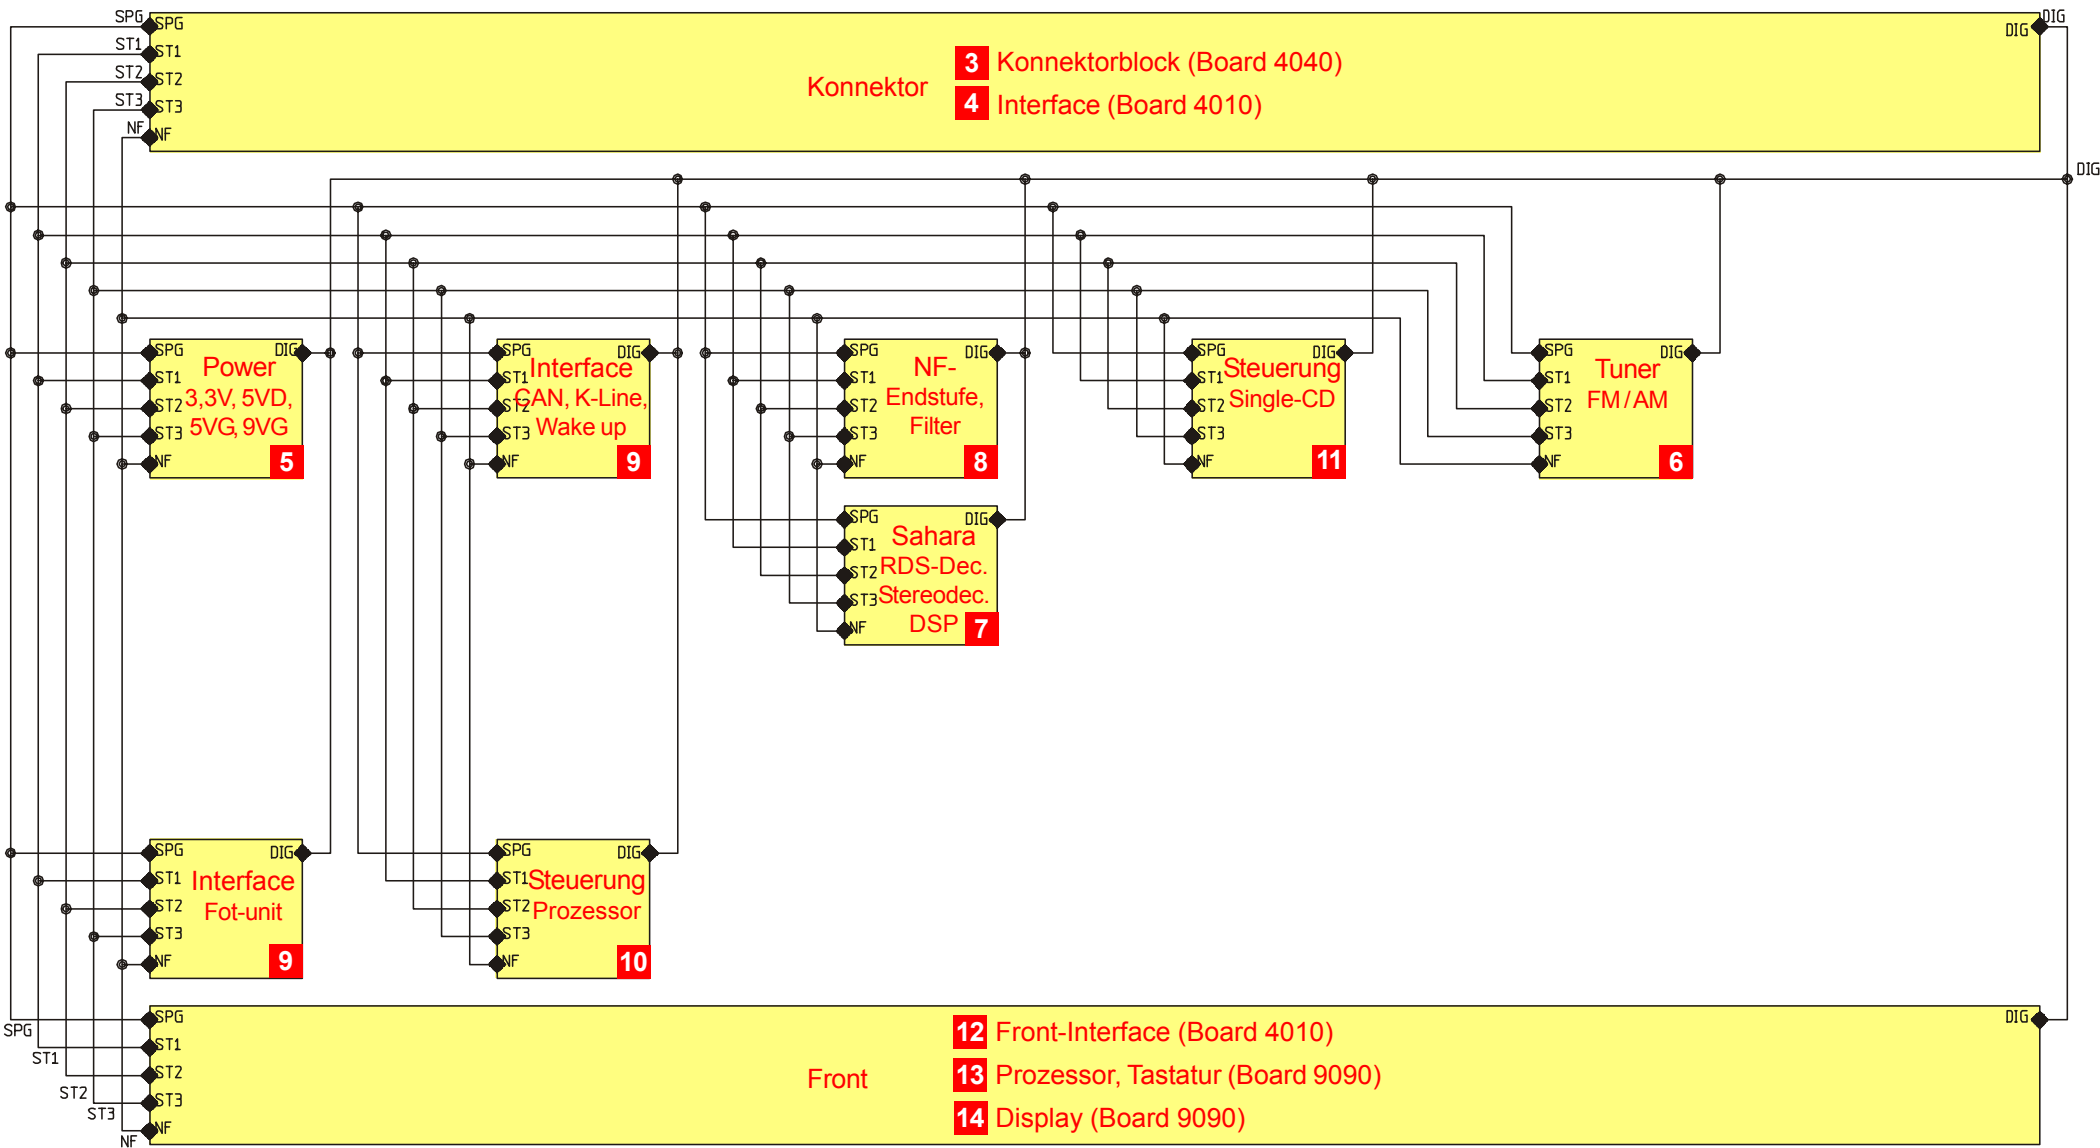 SPG SPG DIG DIG
ST1 ST1
ST2 ST2
ST3 ST3
NF NF
Konnektor
3 Konnektorblock (Board 4040)
4 Interface (Board 4010)
DIG
SPG DIG
ST1
ST2
ST3
NF
Power
3,3V, 5VD,
5VG, 9VG
5
SPG DIG
ST1
ST2
ST3
NF
Interface
CAN, K-Line,
Wake up
9
SPG DIG
ST1
ST2
ST3
NF
NF-
Endstufe,
Filter
8
SPG DIG
ST1
ST2
ST3
NF
Steuerung
Single-CD
11
SPG DIG
ST1
ST2
ST3
NF
Tuner
FM / AM
6
SPG DIG
ST1
ST2
ST3
NF
Sahara
RDS-Dec.
Stereodec.
DSP
7
SPG DIG
ST1
ST2
ST3
NF
Interface
Fot-unit
9
SPG DIG
ST1
ST2
ST3
NF
Steuerung
Prozessor
10
SPG SPG DIG
ST1 ST1
ST2 ST2
ST3 ST3
NF NF
Front
12 Front-Interface (Board 4010)
13 Prozessor, Tastatur (Board 9090)
14 Display (Board 9090)